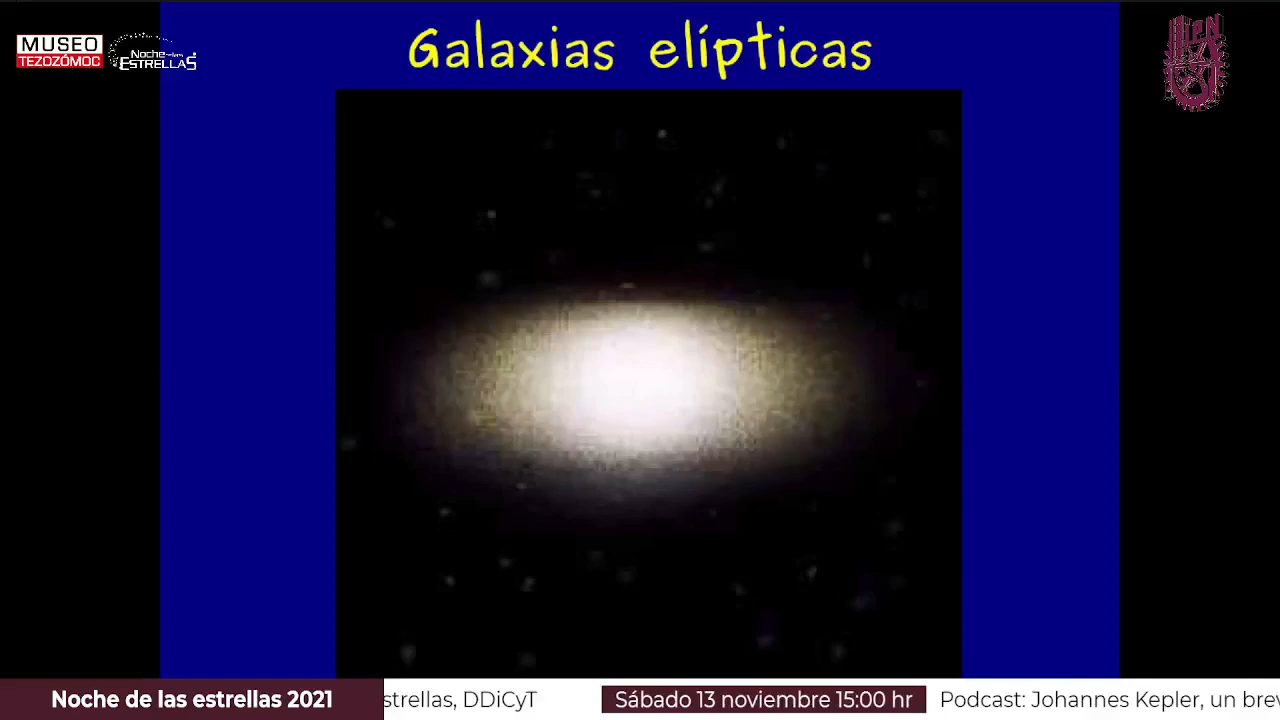 MUSEO
TEZOZÓMOC
Noche de las
ESTRELLAS
IPN
Galaxias elípticas
Noche de las estrellas 2021
strellas, DDiCyT
Sábado 13 noviembre 15:00 hr
Podcast: Johannes Kepler, un brev